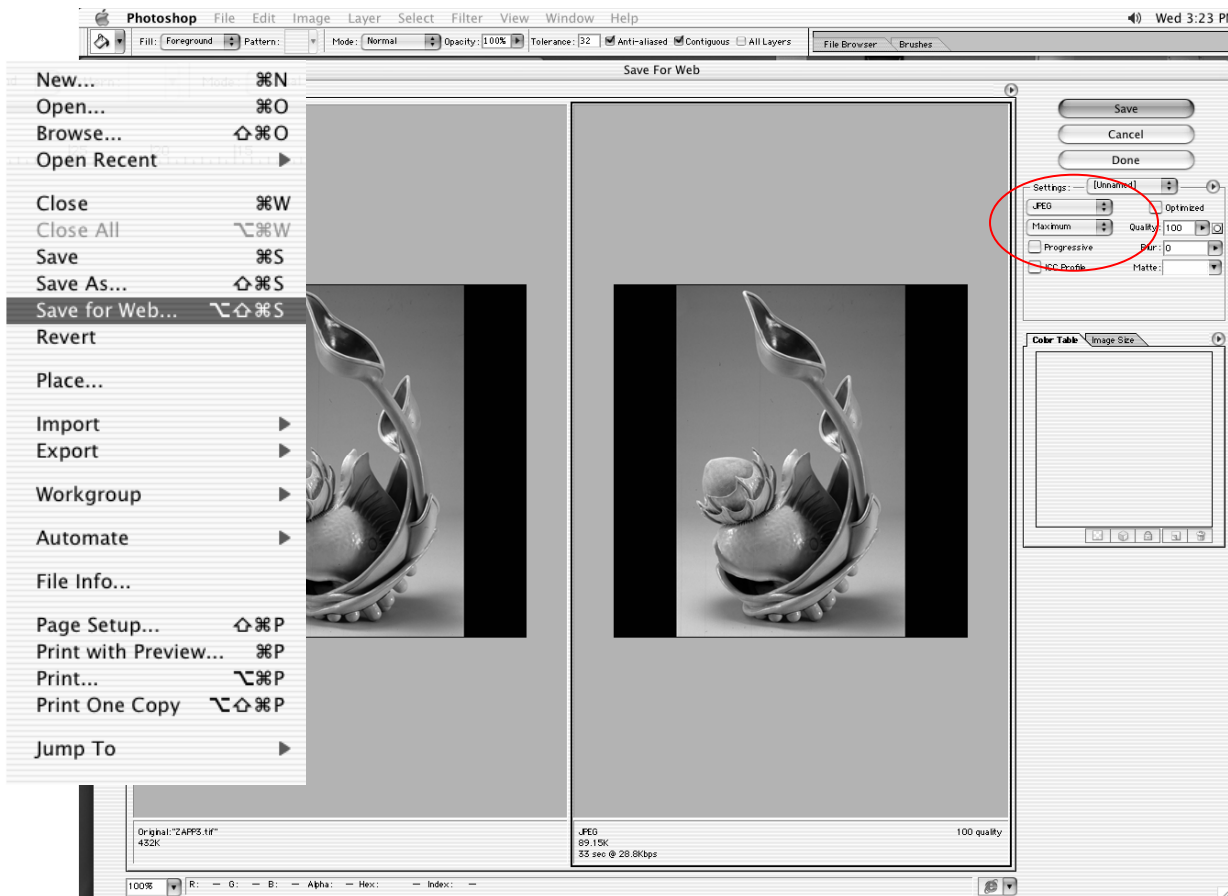 Photoshop File Edit Image Layer Select Filter View Window Help Wed 3:23 P
Fill: Foreground Pattern: Mode: Normal Opacity: 100% Tolerance: 32 Anti-aliased Contiguous All Layers File Browser Brushes
Save For Web
New... ⌘N
Open... ⌘O
Browse... ⇧⌘O
Open Recent
Close ⌘W
Close All ⌥⌘W
Save ⌘S
Save As... ⇧⌘S
Save for Web... ⌥⇧⌘S
Revert
Place...
Import
Export
Workgroup
Automate
File Info...
Page Setup... ⇧⌘P
Print with Preview... ⌘P
Print... ⌥⌘P
Print One Copy ⌥⇧⌘P
Jump To
Save
Cancel
Done
Settings: [Unnamed]
JPEG Optimized
Maximum Quality: 100
Progressive Blur: 0
ICC Profile Matte:
Color Table Image Size
Original: "ZAPP3.tif"
432K
JPEG 100 quality
89.15K
33 sec @ 28.8Kbps
100% R: — G: — B: — Alpha: — Hex: — Index: —